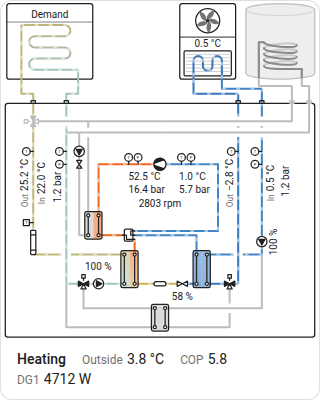 Demand
0.5 °C
Out 25.2 °C
In 22.0 °C
1.2 bar
52.5 °C
16.4 bar
1.0 °C
5.7 bar
2803 rpm
Out −2.8 °C
In 0.5 °C
1.2 bar
100 %
100 %
58 %
Heating Outside 3.8 °C COP 5.8
DG1 4712 W